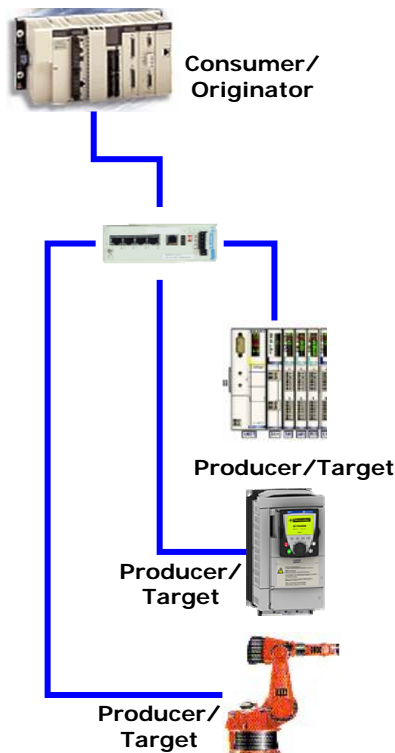 Consumer/
Originator
Producer/Target
Producer/
Target
Producer/
Target